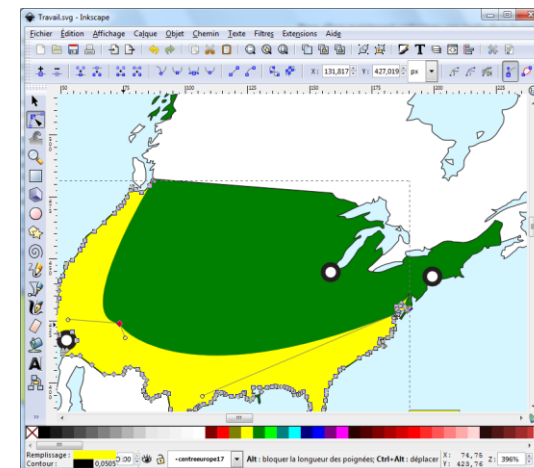 Travail.svg - Inkscape
Fichier Édition Affichage Calque Objet Chemin Texte Filtres Extensions Aide
X: 131,817 Y: 427,019 px
Remplissage :
Contour : 0,0505
-centreeurope17
Alt : bloquer la longueur des poignées; Ctrl+Alt : déplacer
X: 74,76
Y: 423,76
Z: 396%